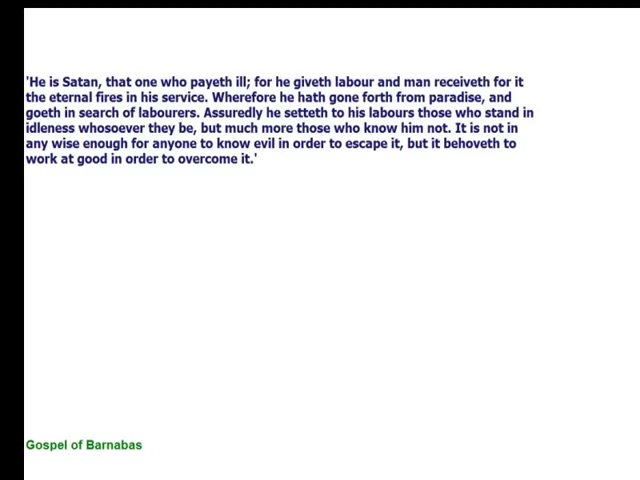 'He is Satan, that one who payeth ill; for he giveth labour and man receiveth for it
the eternal fires in his service. Wherefore he hath gone forth from paradise, and
goeth in search of labourers. Assuredly he setteth to his labours those who stand in
idleness whosoever they be, but much more those who know him not. It is not in
any wise enough for anyone to know evil in order to escape it, but it behoveth to
work at good in order to overcome it.'
Gospel of Barnabas